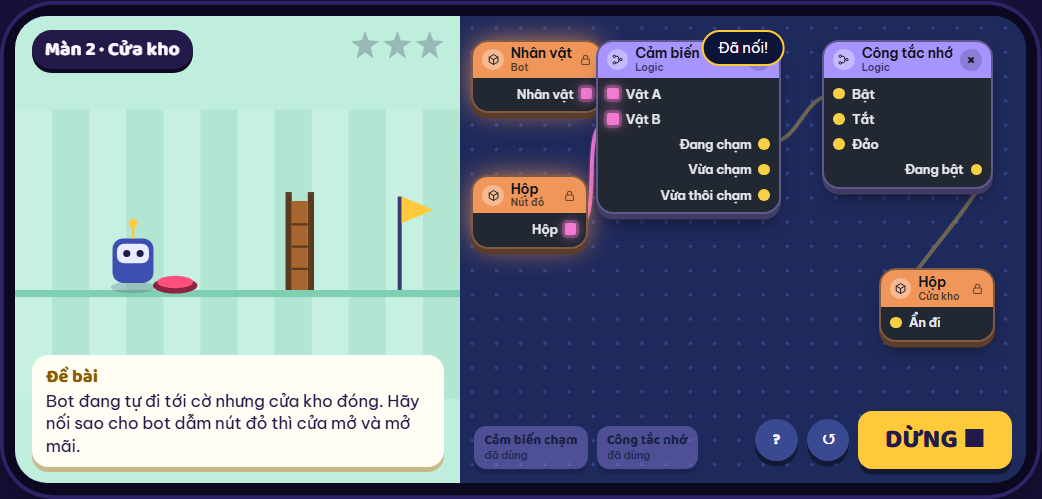 Màn 2 • Cửa kho
Đề bài
Bot đang tự đi tới cờ nhưng cửa kho đóng. Hãy
nối sao cho bot dẫm nút đỏ thì cửa mở và mở
mãi.
Nhân vật
Bot
Nhân vật
Hộp
Nút đỏ
Hộp
Cảm biến
Logic
Đã nối!
Vật A
Vật B
Đang chạm
Vừa chạm
Vừa thôi chạm
Công tắc nhớ
Logic
×
Bật
Tắt
Đảo
Đang bật
Hộp
Cửa kho
Ẩn đi
Cảm biến chạm
đã dùng
Công tắc nhớ
đã dùng
?
↺
DỪNG ■